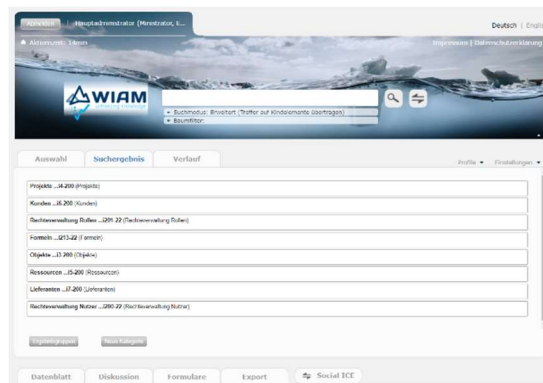 Abmelden | Hauptadministrator (Ministrator, E...
Deutsch | Englis
Aktionszeit: 14min
Impressum | Datenschutzerklärung
WIAM
Suchmodus: Erweitert (Treffer auf Kindelemente übertragen)
Baumfilter:
Auswahl Suchergebnis Verlauf
Profile Einstellungen
Projekte ...i4-200 (Projekte)
Kunden ...i6-200 (Kunden)
Rechteverwaltung Rollen ...i201-22 (Rechteverwaltung Rollen)
Formeln ...i213-22 (Formeln)
Objekte ...i3-200 (Objekte)
Ressourcen ...i5-200 (Ressourcen)
Lieferanten ...i7-200 (Lieferanten)
Rechteverwaltung Nutzer ...i200-22 (Rechteverwaltung Nutzer)
Ergebnisgruppen Neue Kategorie
Datenblatt Diskussion Formulare Export Social ICE